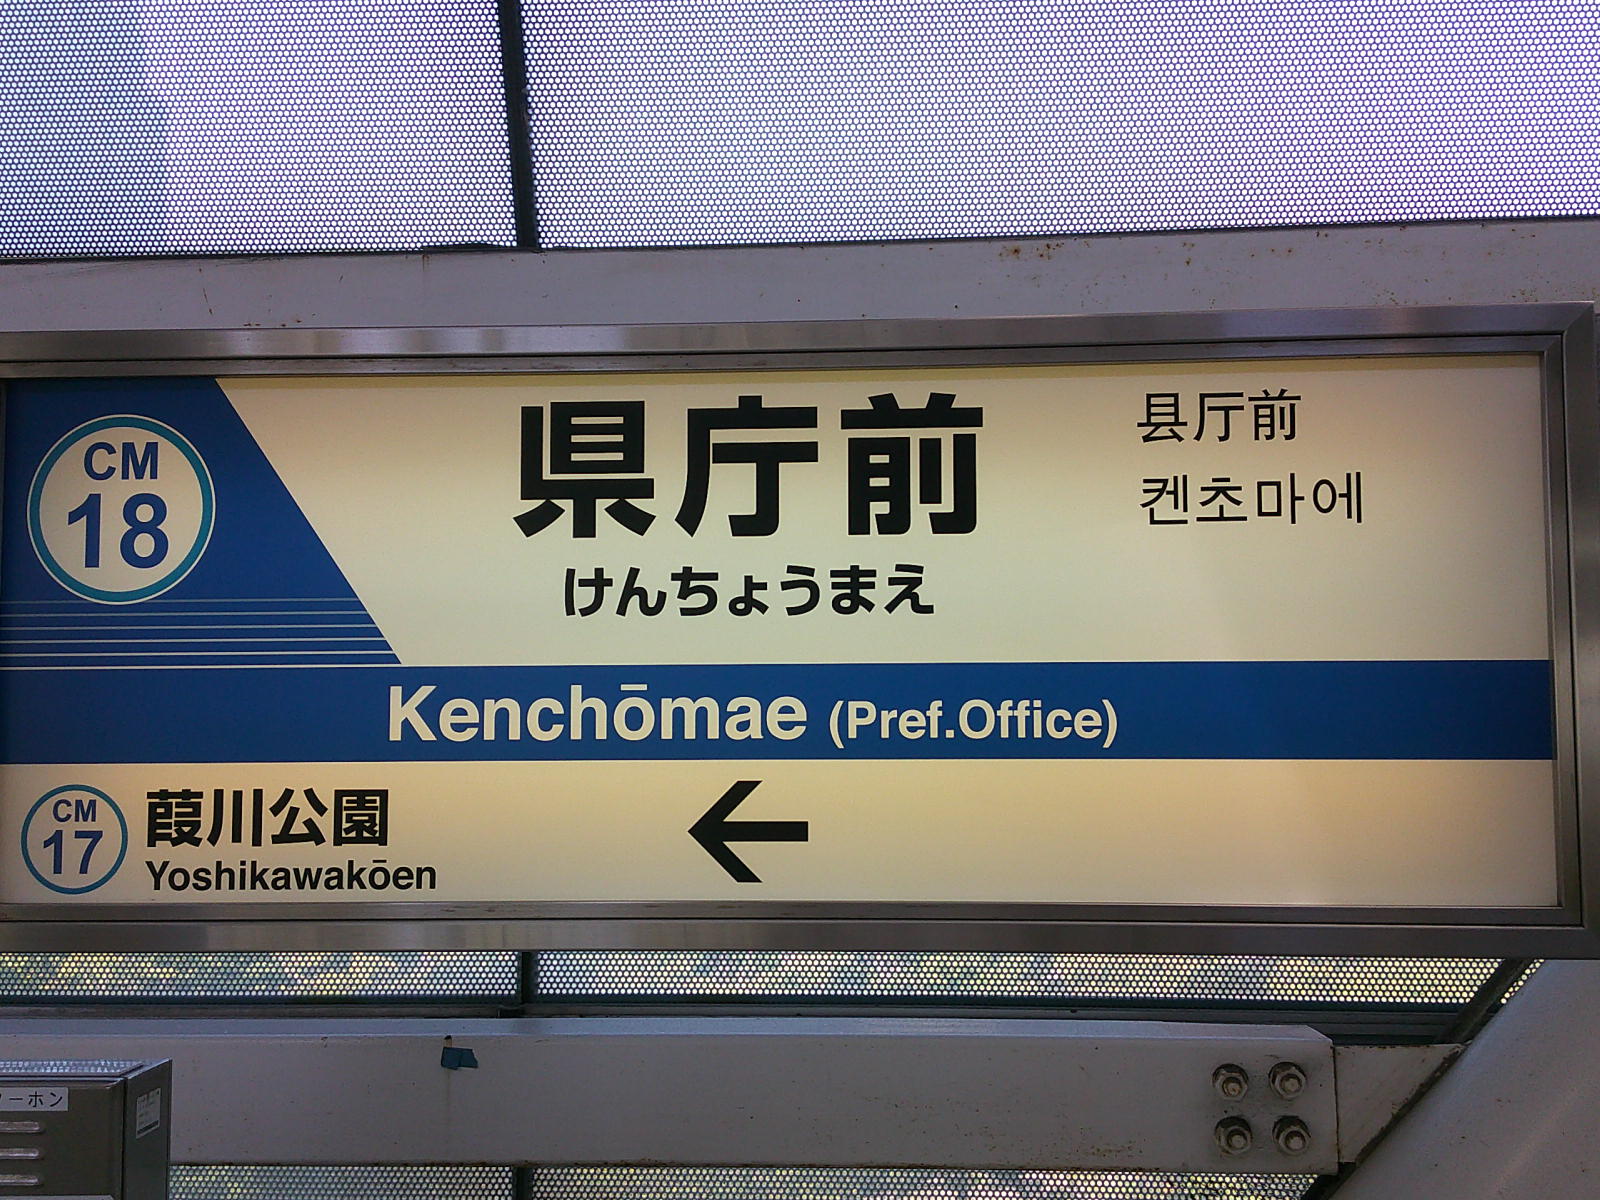 CM
18
県庁前
けんちょうまえ
县厅前
켄초마에
Kenchōmae (Pref.Office)
CM
17
葭川公園
Yoshikawakōen
←
ーホン